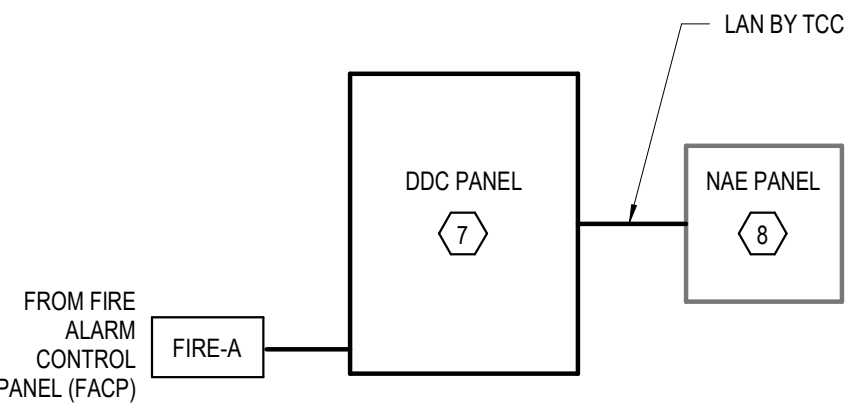 LAN BY TCC
DDC PANEL
7
NAE PANEL
8
FROM FIRE
ALARM
CONTROL
PANEL (FACP)
FIRE-A